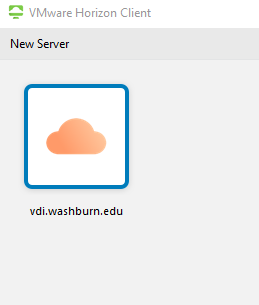 VMware Horizon Client
New Server
vdi.washburn.edu